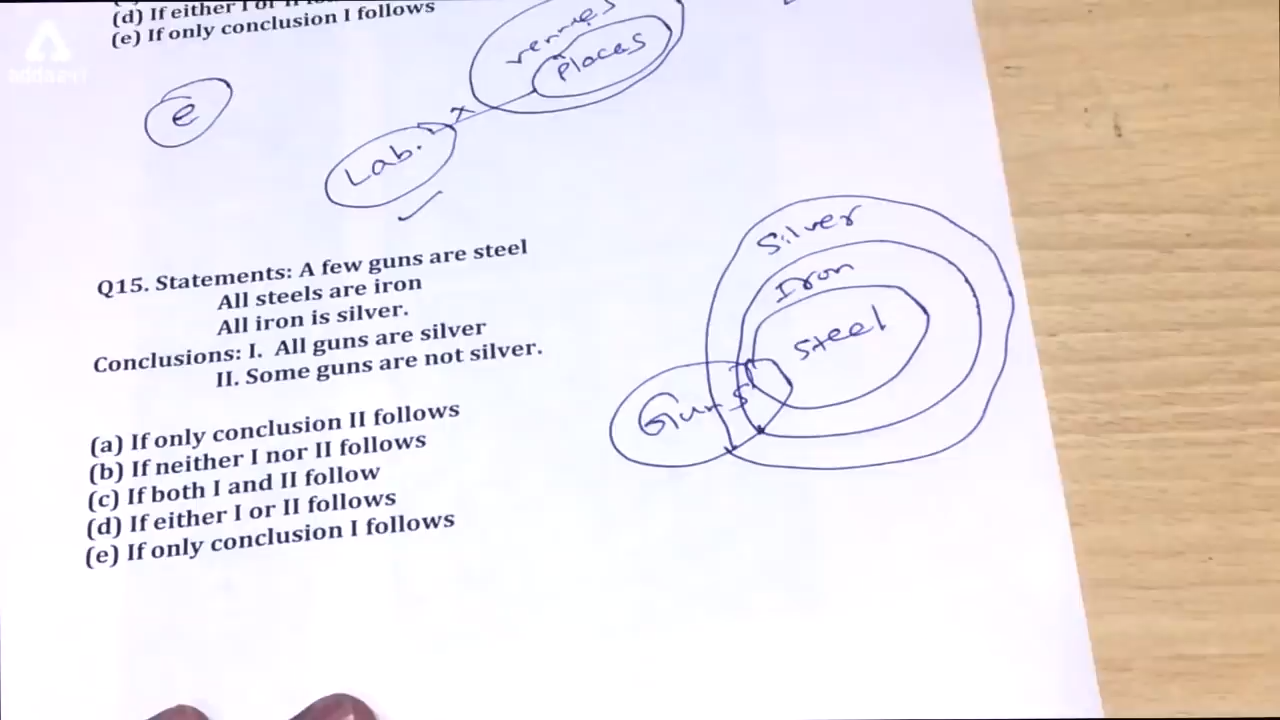 (d) If either I or II
(e) If only conclusion I follows
adda247
venues
Places
e
Lab.
Silver
Iron
Steel
Guns
Q15. Statements: A few guns are steel
All steels are iron
All iron is silver.
Conclusions: I. All guns are silver
II. Some guns are not silver.
(a) If only conclusion II follows
(b) If neither I nor II follows
(c) If both I and II follow
(d) If either I or II follows
(e) If only conclusion I follows